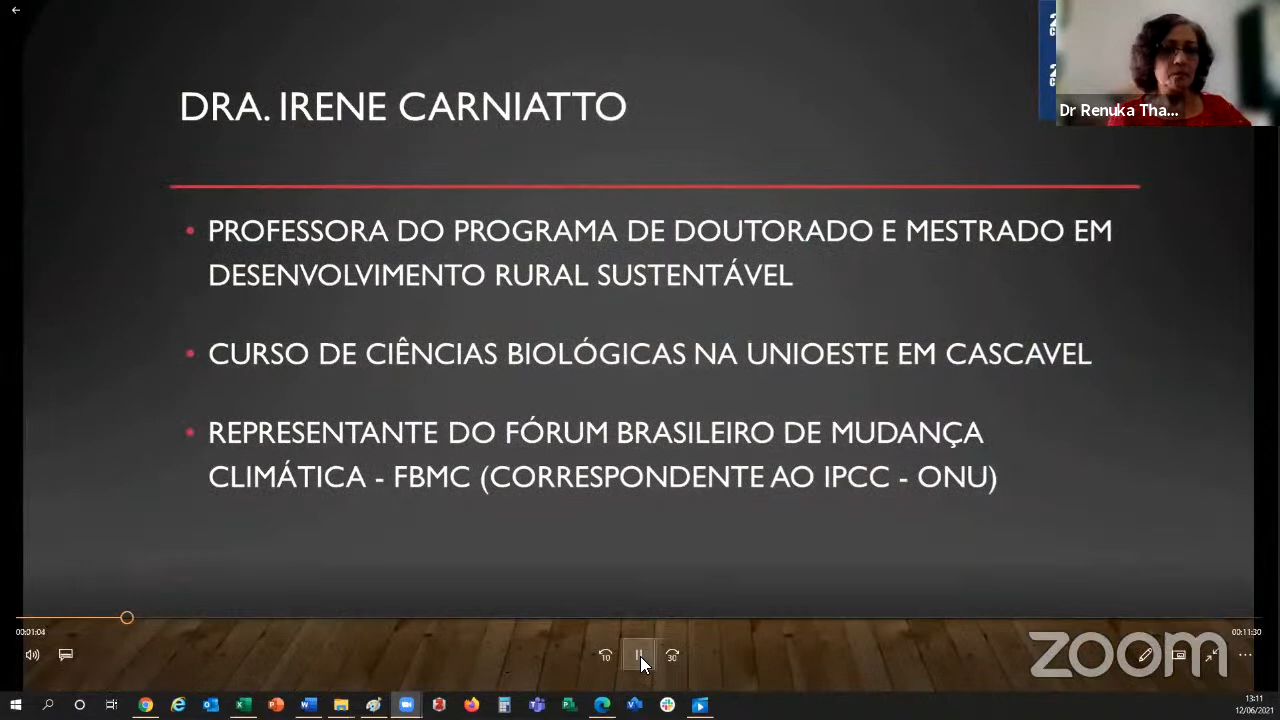 Dr Renuka Tha...
DRA. IRENE CARNIATTO
• PROFESSORA DO PROGRAMA DE DOUTORADO E MESTRADO EM
DESENVOLVIMENTO RURAL SUSTENTÁVEL
• CURSO DE CIÊNCIAS BIOLÓGICAS NA UNIOESTE EM CASCAVEL
• REPRESENTANTE DO FÓRUM BRASILEIRO DE MUDANÇA
CLIMÁTICA - FBMC (CORRESPONDENTE AO IPCC - ONU)
00:01:04
00:11:30
10
30
zoom
13:11
12/06/2021